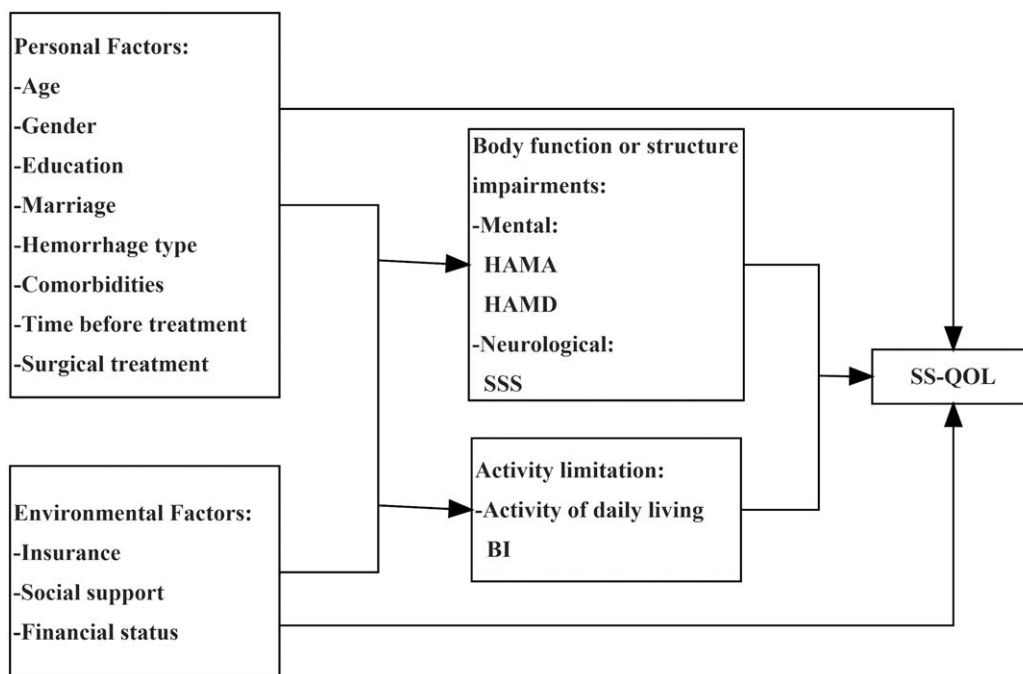 Personal Factors:
-Age
-Gender
-Education
-Marriage
-Hemorrhage type
-Comorbidities
-Time before treatment
-Surgical treatment
Environmental Factors:
-Insurance
-Social support
-Financial status
Body function or structure
impairments:
-Mental:
HAMA
HAMD
-Neurological:
SSS
Activity limitation:
-Activity of daily living
BI
SS-QOL